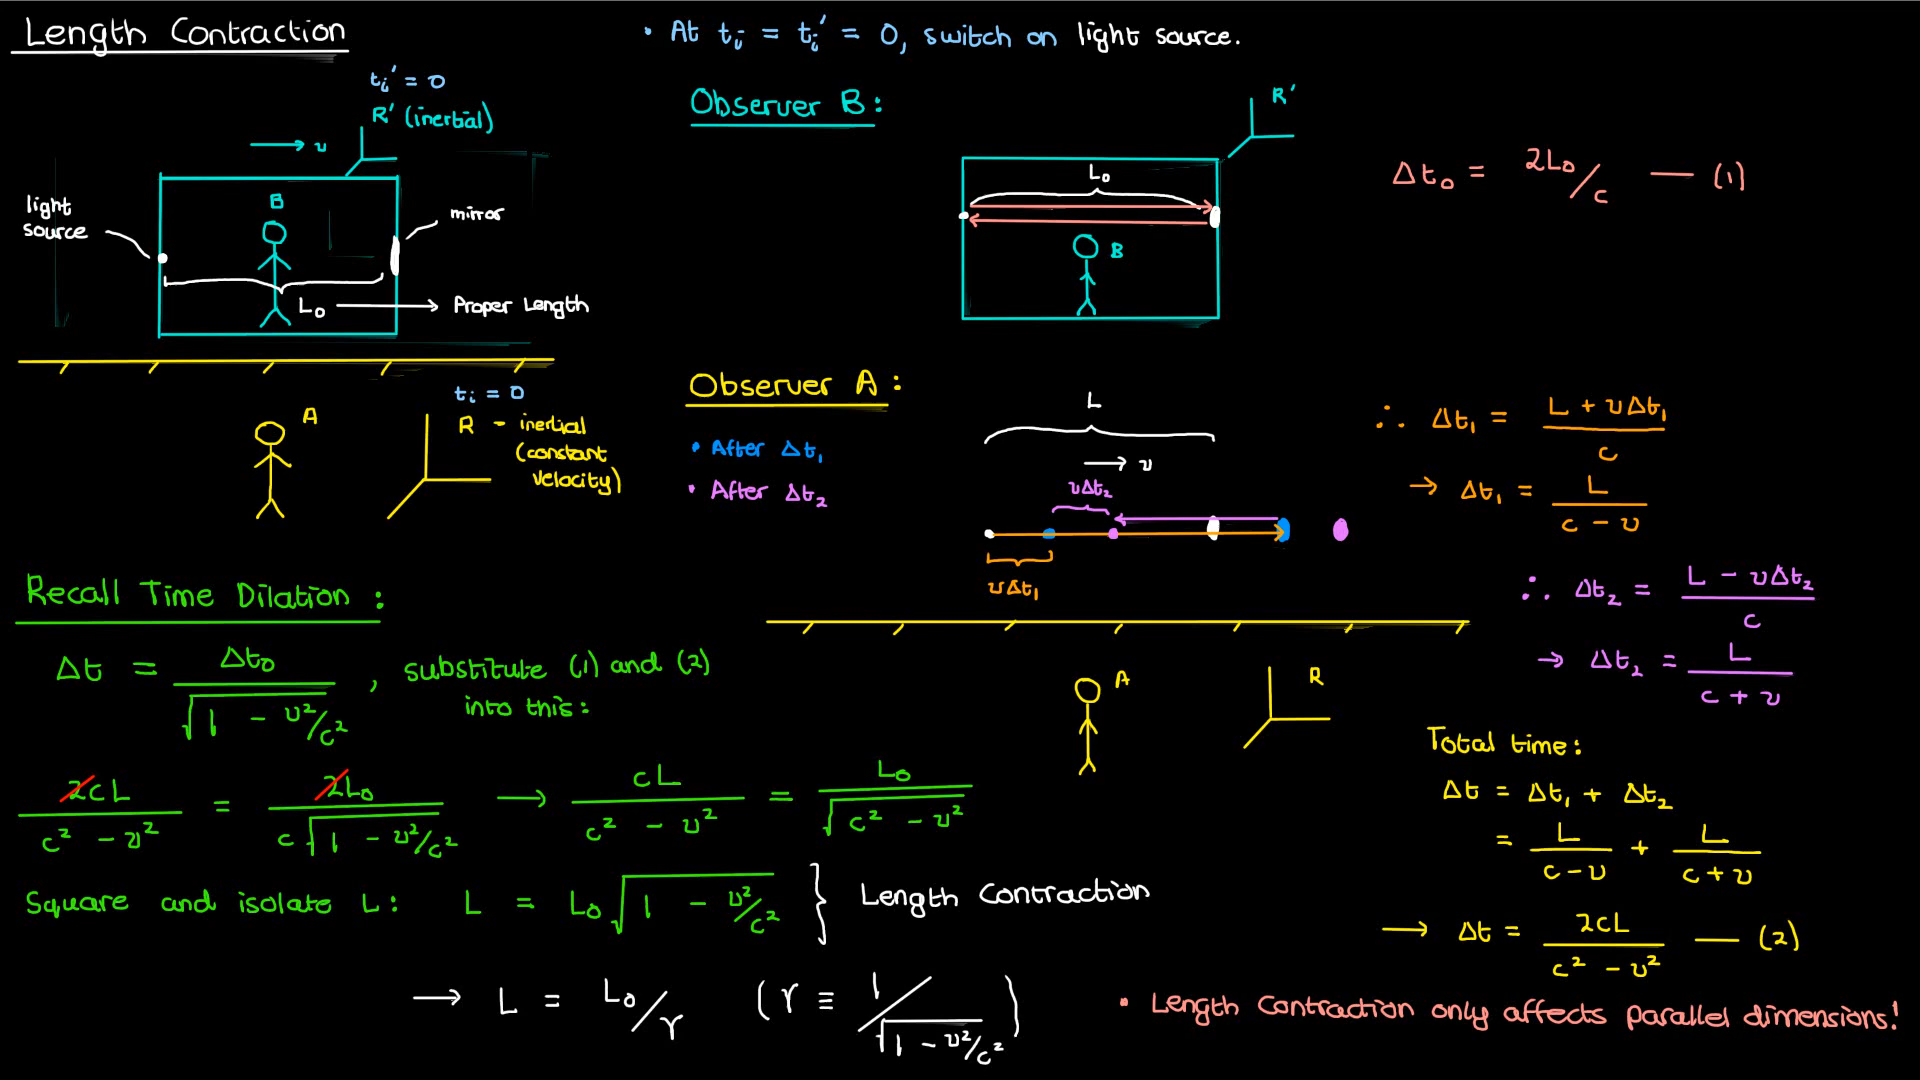 Length Contraction
• At tᵢ = tᵢ' = 0, switch on light source.
tᵢ' = 0
R' (inertial)
→ v
B
light
source
mirror
L₀ → Proper Length
tᵢ = 0
A
R - inertial
(constant
velocity)
Observer B:
R'
L₀
B
Δt₀ = 2L₀/c — (1)
Observer A:
• After Δt₁
• After Δt₂
L
→ v
vΔt₂
vΔt₁
A
R
∴ Δt₁ = (L + vΔt₁)/c
→ Δt₁ = L/(c - v)
∴ Δt₂ = (L - vΔt₂)/c
→ Δt₂ = L/(c + v)
Total time:
Δt = Δt₁ + Δt₂
= L/(c-v) + L/(c+v)
→ Δt = 2cL/(c² - v²) — (2)
Recall Time Dilation:
Δt = Δt₀/√(1 - v²/c²), substitute (1) and (2)
into this:
2cL/(c² - v²) = 2L₀/(c√(1 - v²/c²)) → cL/(c² - v²) = L₀/√(c² - v²)
Square and isolate L: L = L₀√(1 - v²/c²) } Length Contraction
→ L = L₀/γ (γ ≡ 1/√(1 - v²/c²))
• Length Contraction only affects parallel dimensions!